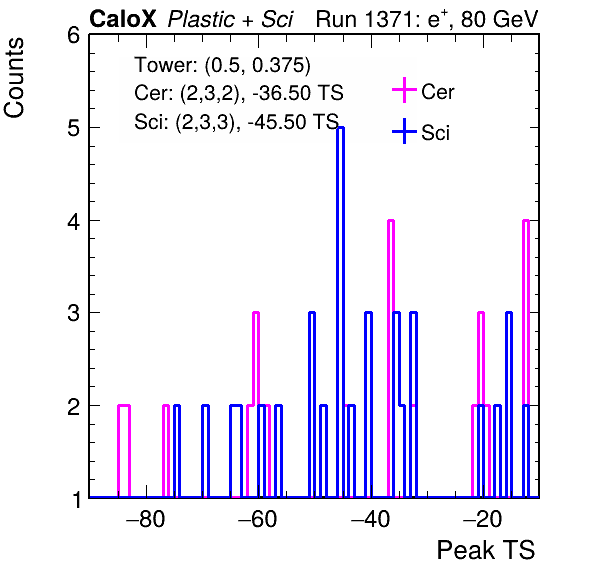 CaloX Plastic + Sci Run 1371: e+, 80 GeV
Counts
Tower: (0.5, 0.375)
Cer: (2,3,2), -36.50 TS
Sci: (2,3,3), -45.50 TS
Cer
Sci
6
5
4
3
2
1
−80 −60 −40 −20
Peak TS